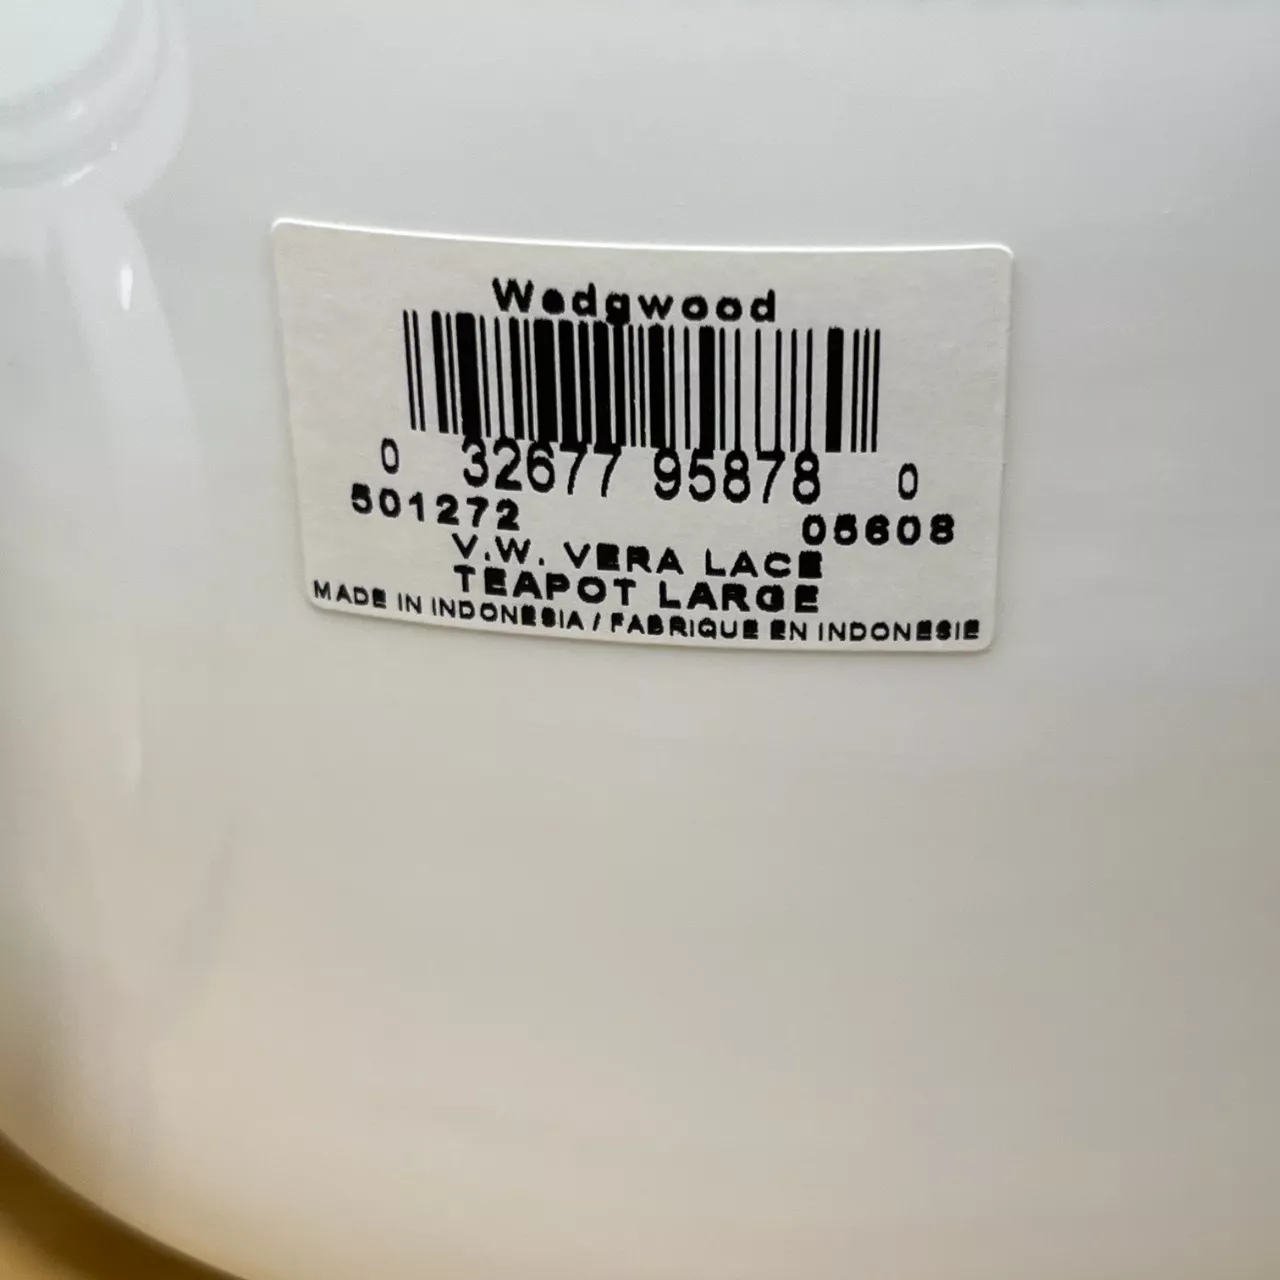 Wedgwood
0 32677 95878 0
501272 05608
V.W. VERA LACE
TEAPOT LARGE
MADE IN INDONESIA / FABRIQUE EN INDONESIE